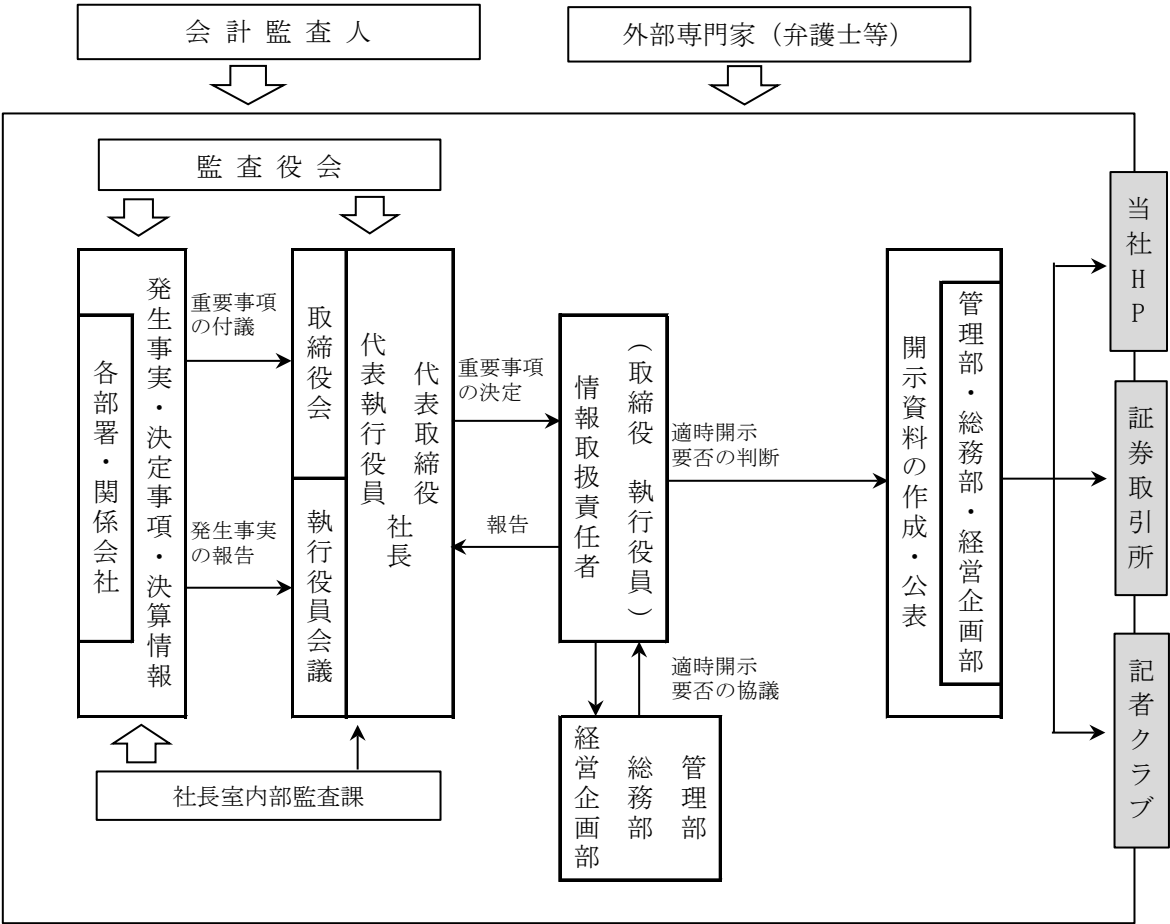 会計監査人
外部専門家（弁護士等）
監査役会
各部署・関係会社
発生事実・決定事項・決算情報
重要事項
の付議
発生事実
の報告
取締役会
執行役員会議
代表取締役
代表執行役員
社長
重要事項
の決定
報告
（取締役 執行役員）
情報取扱責任者
適時開示
要否の判断
適時開示
要否の協議
管理部
総務部
経営企画部
管理部・総務部・経営企画部
開示資料の作成・公表
当社HP
証券取引所
記者クラブ
社長室内部監査課